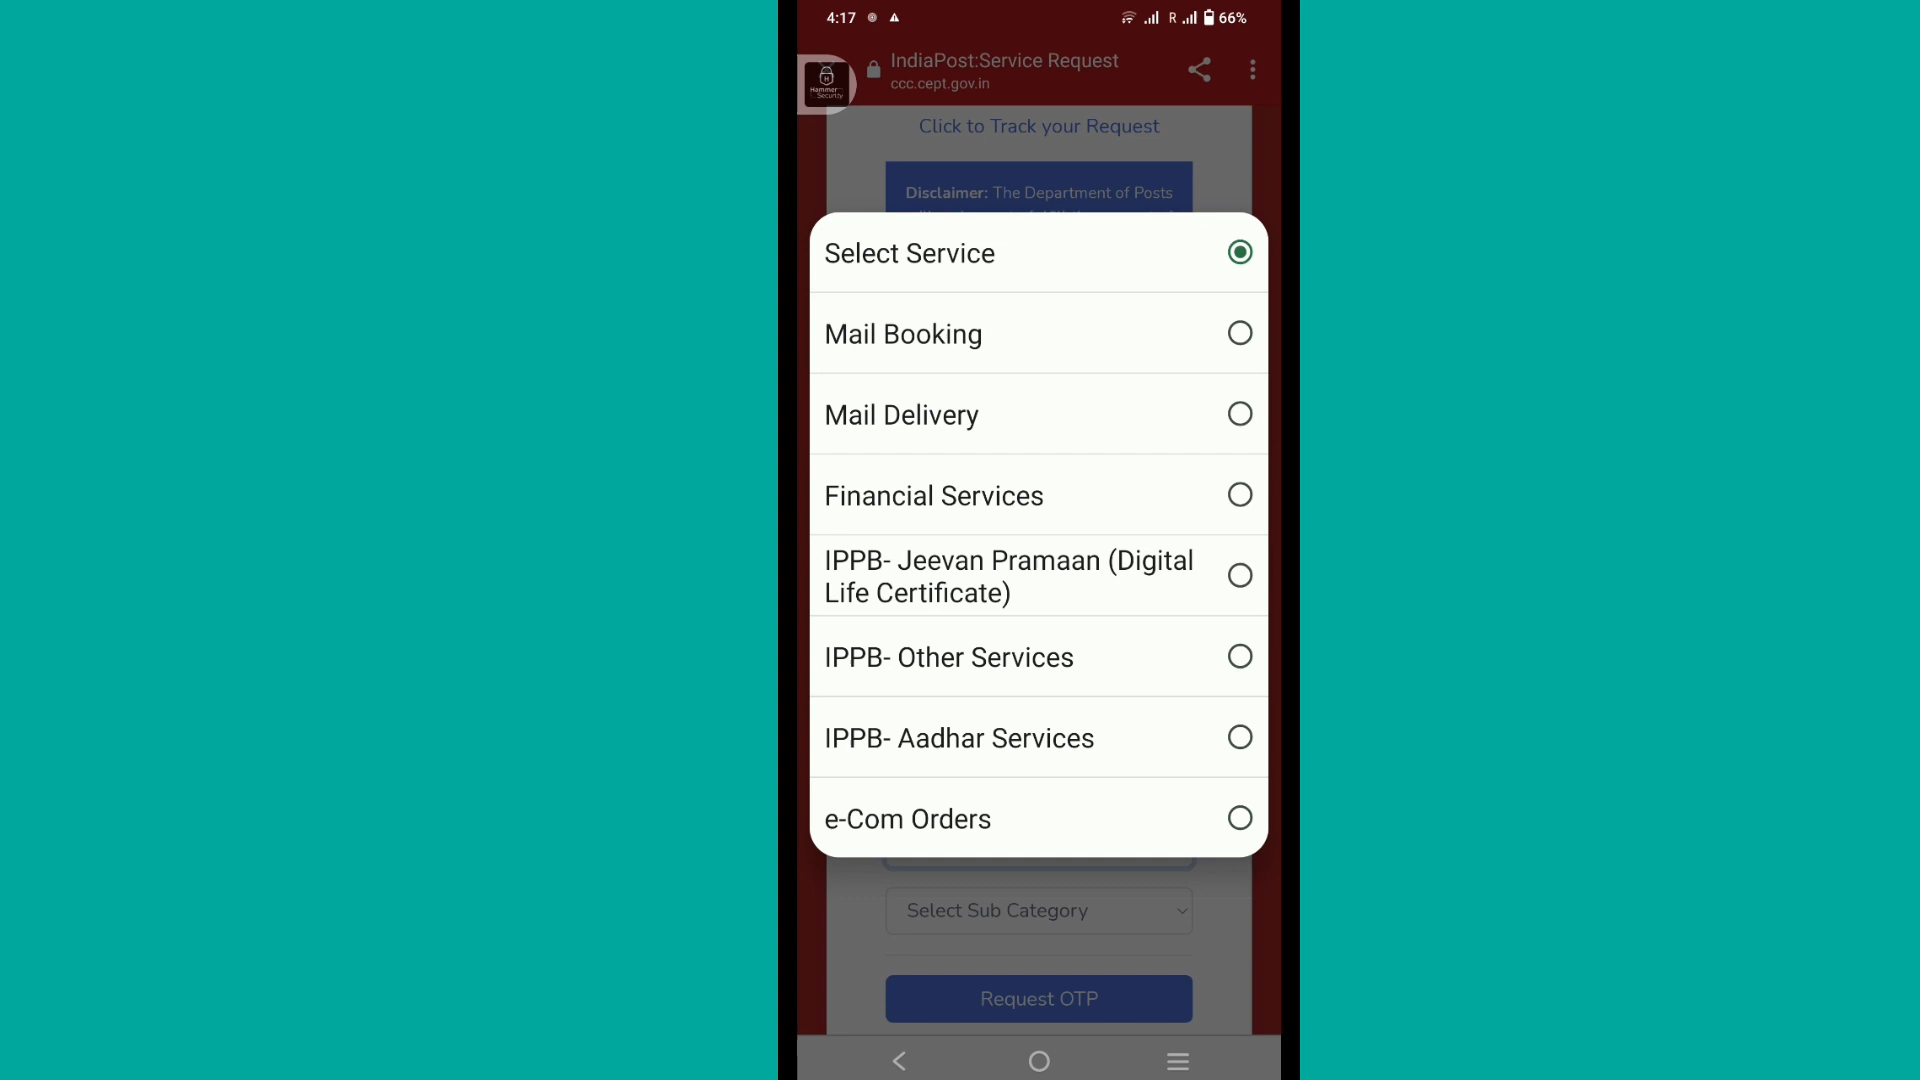 4:17
R
66%
IndiaPost:Service Request
ccc.cept.gov.in
Hammer
Security
Click to Track your Request
Disclaimer: The Department of Posts
Select Service
Mail Booking
Mail Delivery
Financial Services
IPPB- Jeevan Pramaan (Digital
Life Certificate)
IPPB- Other Services
IPPB- Aadhar Services
e-Com Orders
Select Sub Category
Request OTP